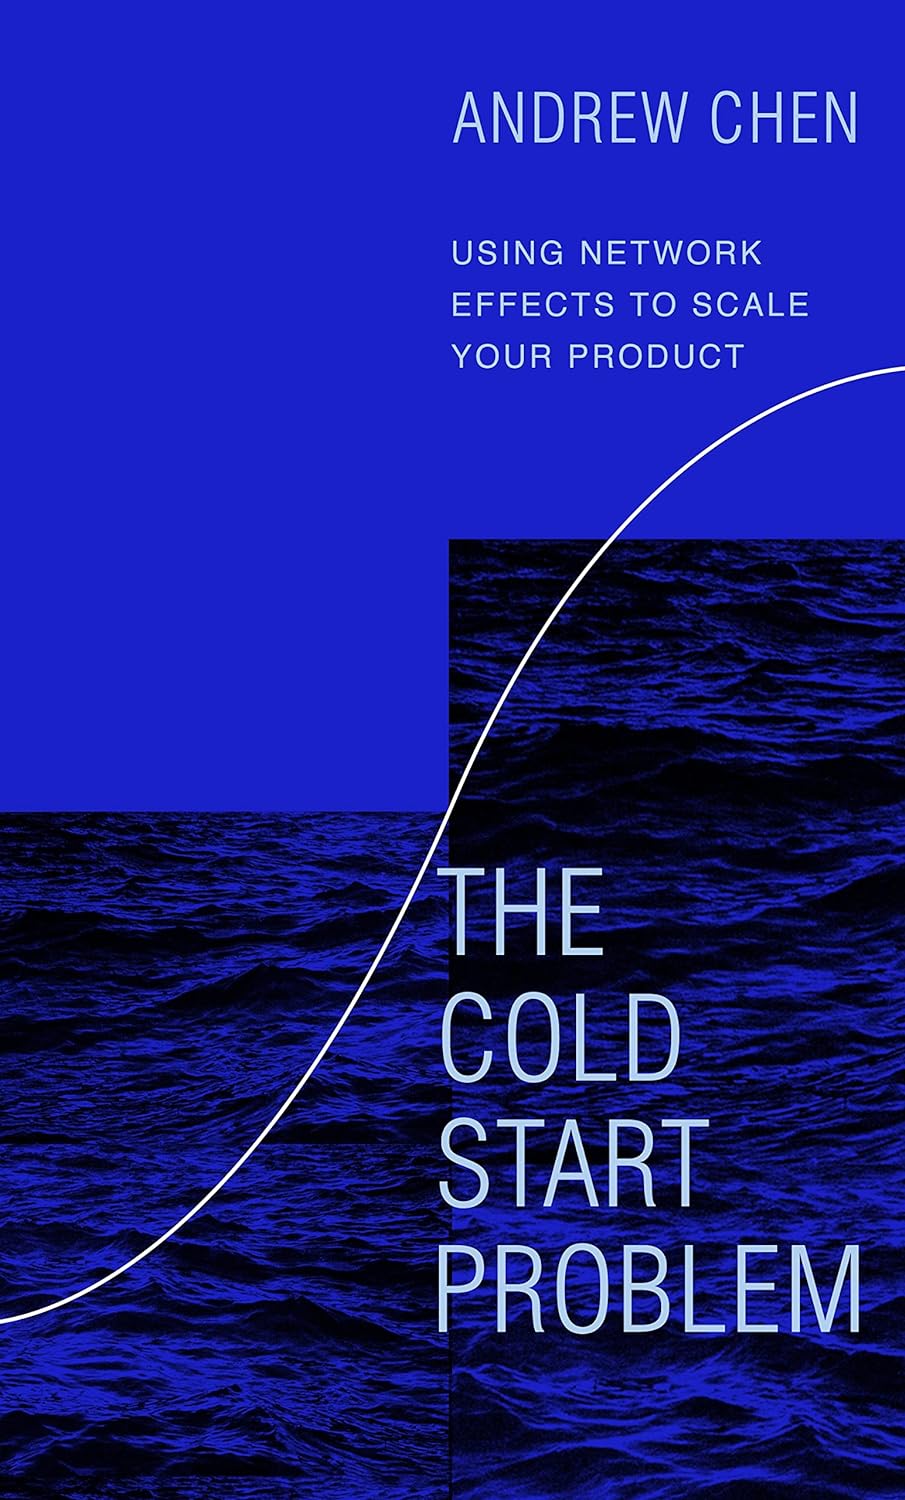 ANDREW CHEN
USING NETWORK
EFFECTS TO SCALE
YOUR PRODUCT
THE
COLD
START
PROBLEM